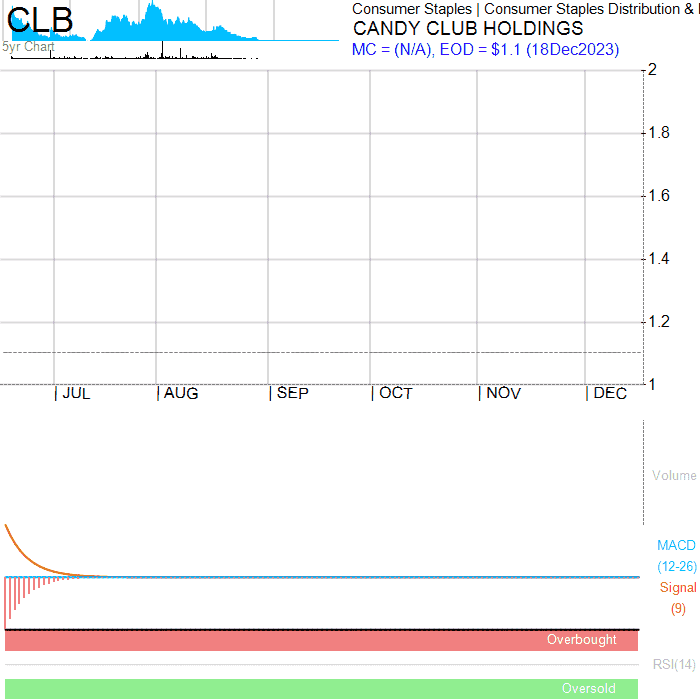 CLB
5yr Chart
Consumer Staples | Consumer Staples Distribution &
CANDY CLUB HOLDINGS
MC = (N/A), EOD = $1.1 (18Dec2023)
2
1.8
1.6
1.4
1.2
1
| JUL | AUG | SEP | OCT | NOV | DEC
Volume
MACD
(12-26)
Signal
(9)
Overbought
RSI(14)
Oversold